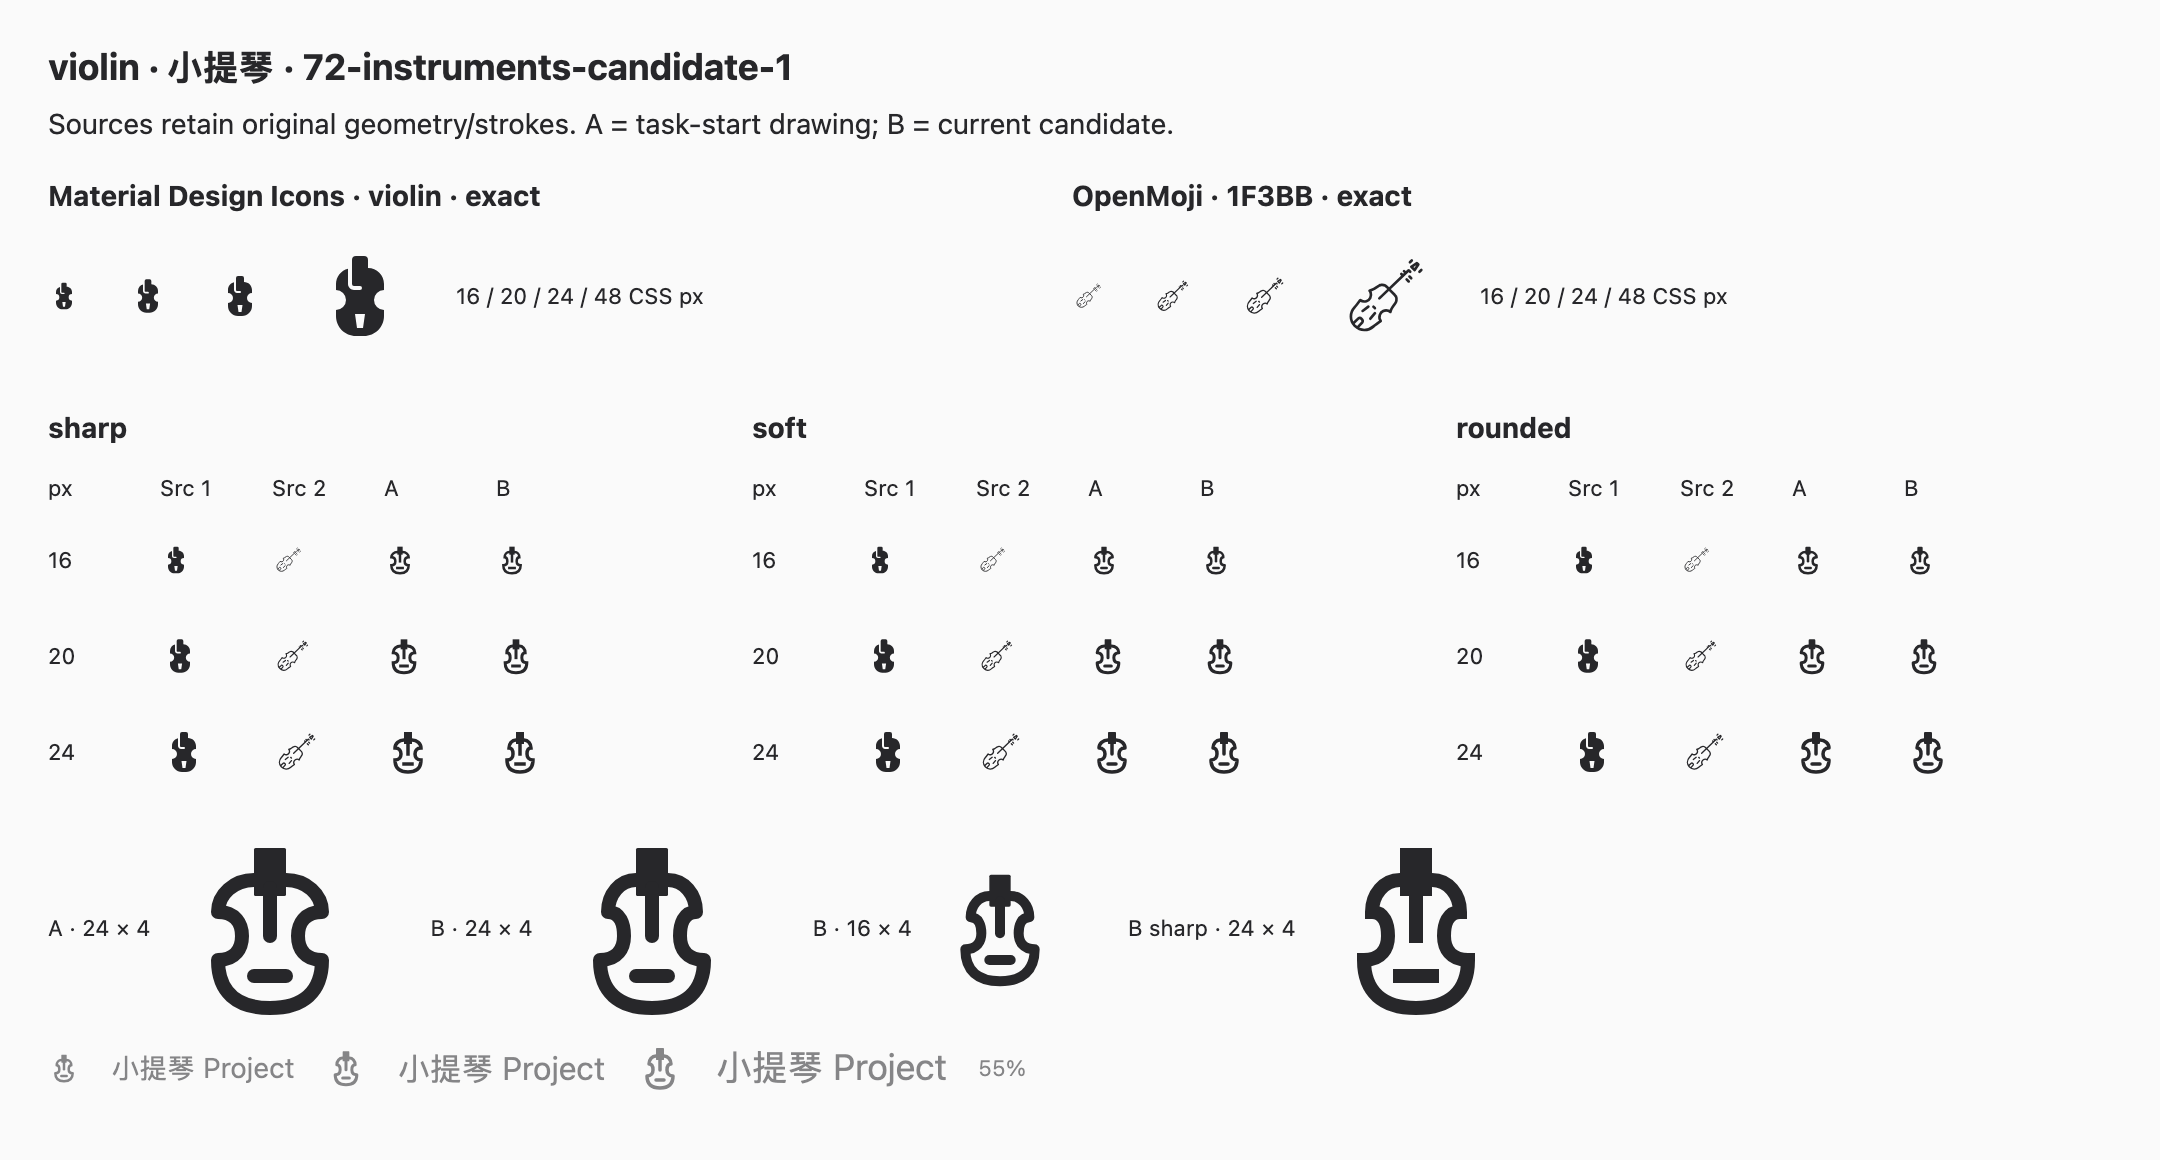 violin · 小提琴 · 72-instruments-candidate-1
Sources retain original geometry/strokes. A = task-start drawing; B = current candidate.
Material Design Icons · violin · exact
OpenMoji · 1F3BB · exact
16 / 20 / 24 / 48 CSS px
16 / 20 / 24 / 48 CSS px
sharp
soft
rounded
px Src 1 Src 2 A B
px Src 1 Src 2 A B
px Src 1 Src 2 A B
16
16
16
20
20
20
24
24
24
A · 24 × 4
B · 24 × 4
B · 16 × 4
B sharp · 24 × 4
小提琴 Project
小提琴 Project
小提琴 Project
55%